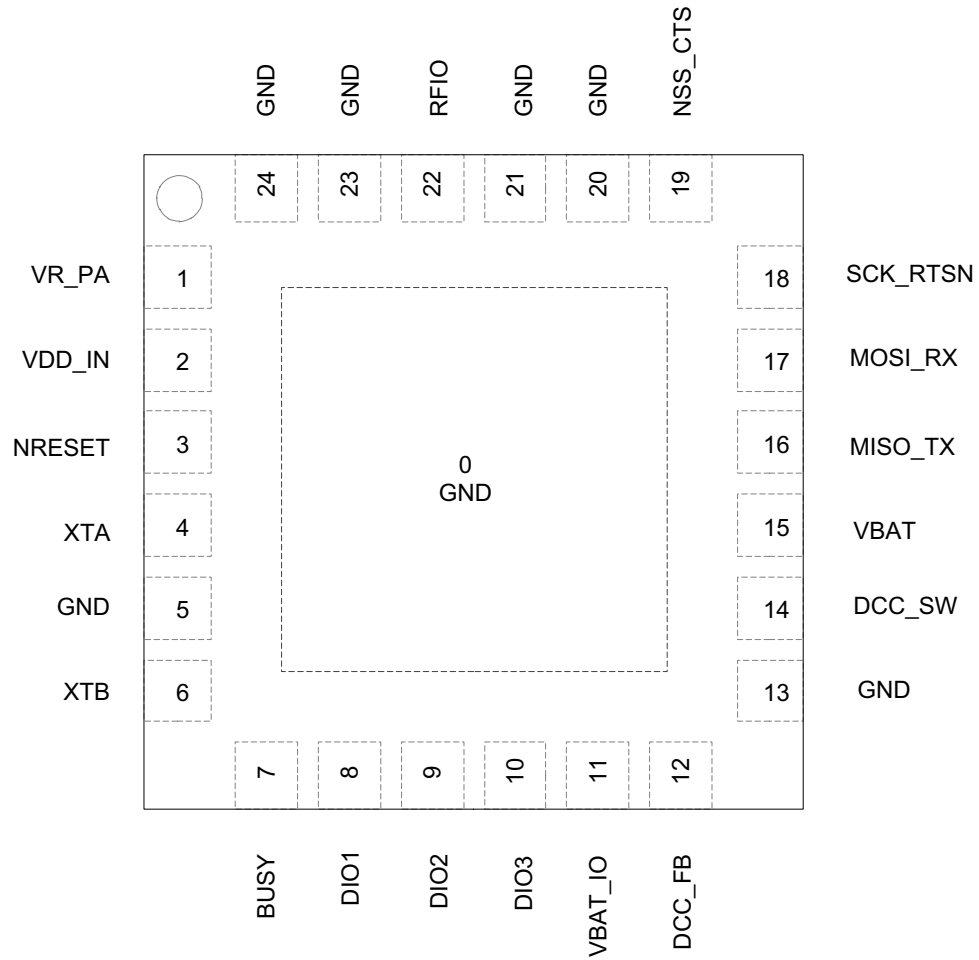 GND
GND
RFIO
GND
GND
NSS_CTS
24
23
22
21
20
19
VR_PA
1
18
SCK_RTSN
VDD_IN
2
17
MOSI_RX
NRESET
3
16
MISO_TX
0
GND
XTA
4
15
VBAT
GND
5
14
DCC_SW
XTB
6
13
GND
7
8
9
10
11
12
BUSY
DIO1
DIO2
DIO3
VBAT_IO
DCC_FB